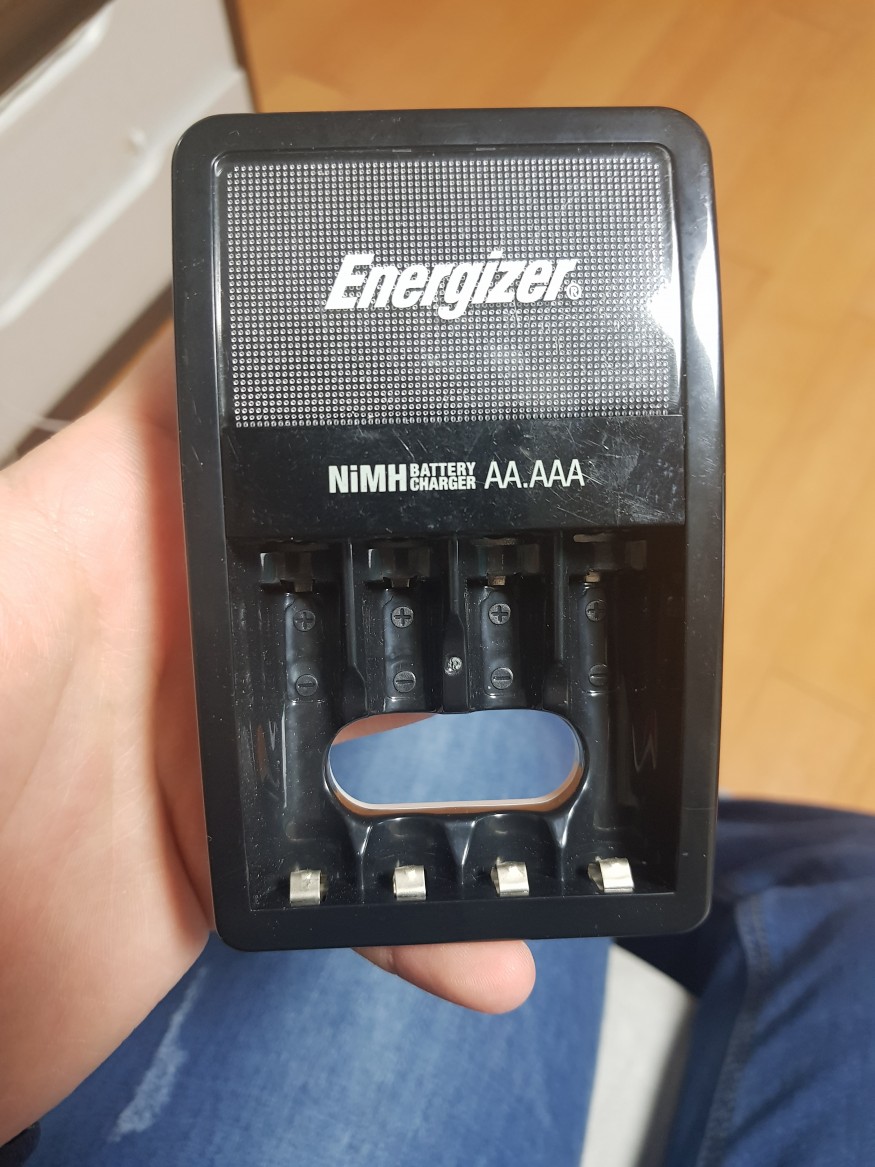 Energizer®
NiMH BATTERY CHARGER AA.AAA
+ + + +
- - - -